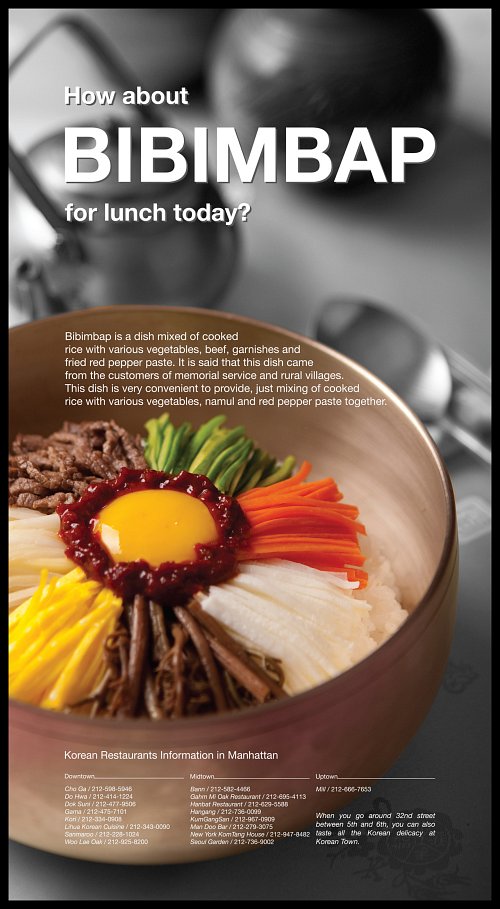 How about
BIBIMBAP
for lunch today?
Bibimbap is a dish mixed of cooked
rice with various vegetables, beef, garnishes and
fried red pepper paste. It is said that this dish came
from the customers of memorial service and rural villages.
This dish is very convenient to provide, just mixing of cooked
rice with various vegetables, namul and red pepper paste together.
Korean Restaurants Information in Manhattan
Downtown
Cho Ga / 212-598-5946
Do Hwa / 212-414-1224
Dok Suni / 212-477-9506
Gama / 212-475-7101
Kori / 212-334-0908
Lihue Korean Cuisine / 212-343-0090
Sanmaroo / 212-228-1024
Woo Lae Oak / 212-925-8200
Midtown
Bann / 212-582-4466
Gahm Mi Oak Restaurant / 212-695-4113
Hanbat Restaurant / 212-629-5588
Hangang / 212-736-0099
KumGangSan / 212-967-0909
Man Doo Bar / 212-279-3075
New York KomTang House / 212-947-8482
Seoul Garden / 212-736-9002
Uptown
Mill / 212-666-7653
When you go around 32nd street
between 5th and 6th, you can also
taste all the Korean delicacy at
Korean Town.